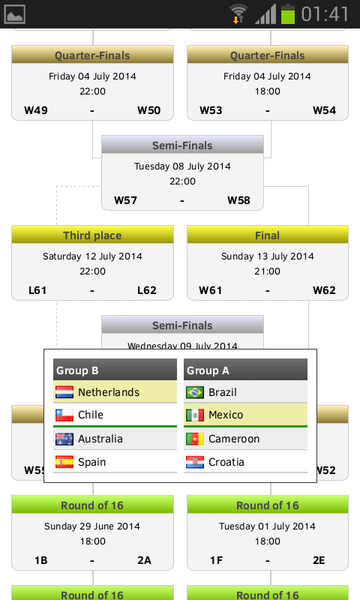 01:41
Quarter-Finals
Friday 04 July 2014
22:00
W49 - W50
Quarter-Finals
Friday 04 July 2014
18:00
W53 - W54
Semi-Finals
Tuesday 08 July 2014
22:00
W57 - W58
Third place
Saturday 12 July 2014
22:00
L61 - L62
Final
Sunday 13 July 2014
21:00
W61 - W62
Semi-Finals
Wednesday 09 July 2014
Group B
Netherlands
Chile
Australia
Spain
Group A
Brazil
Mexico
Cameroon
Croatia
W52
Round of 16
Sunday 29 June 2014
18:00
1B - 2A
Round of 16
Tuesday 01 July 2014
18:00
1F - 2E
Round of 16
Round of 16